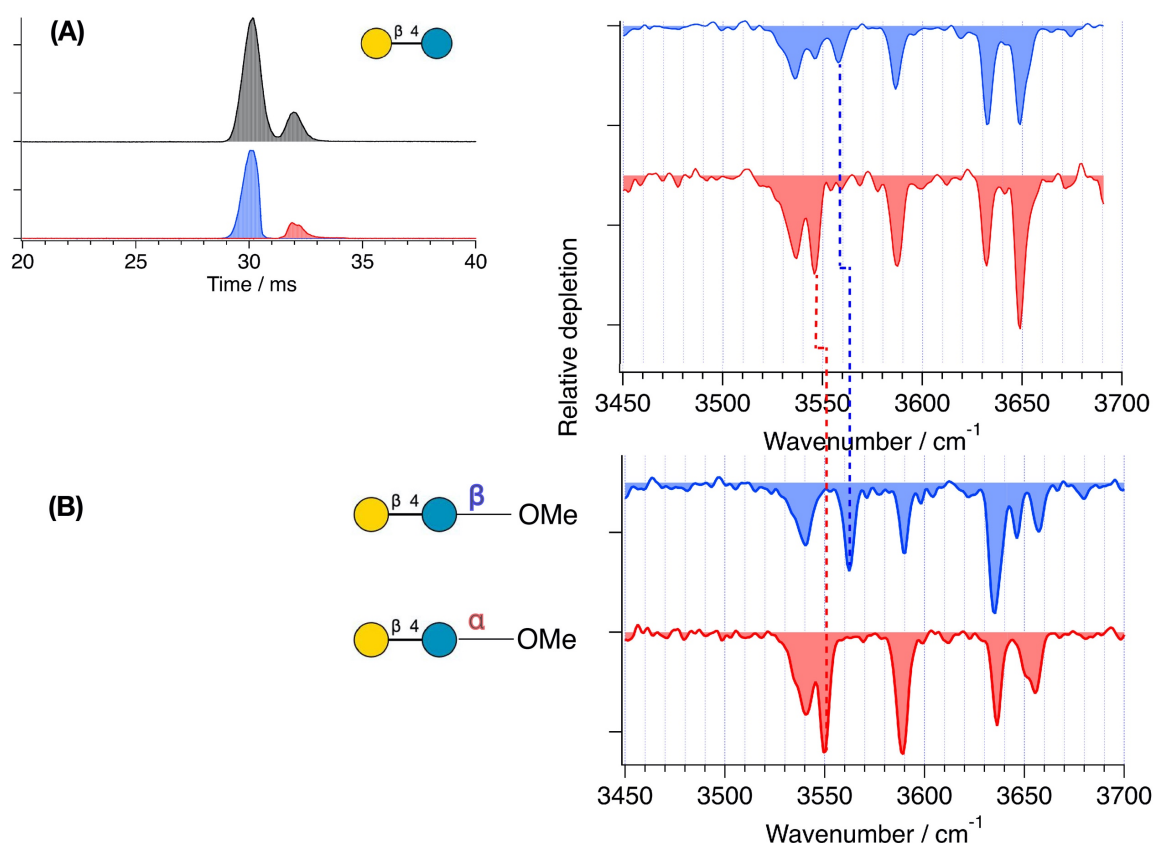 (A)
β 4
20 25 30 35 40
Time / ms
Relative depletion
3450 3500 3550 3600 3650 3700
Wavenumber / cm-1
(B)
β 4 β OMe
β 4 α OMe
3450 3500 3550 3600 3650 3700
Wavenumber / cm-1